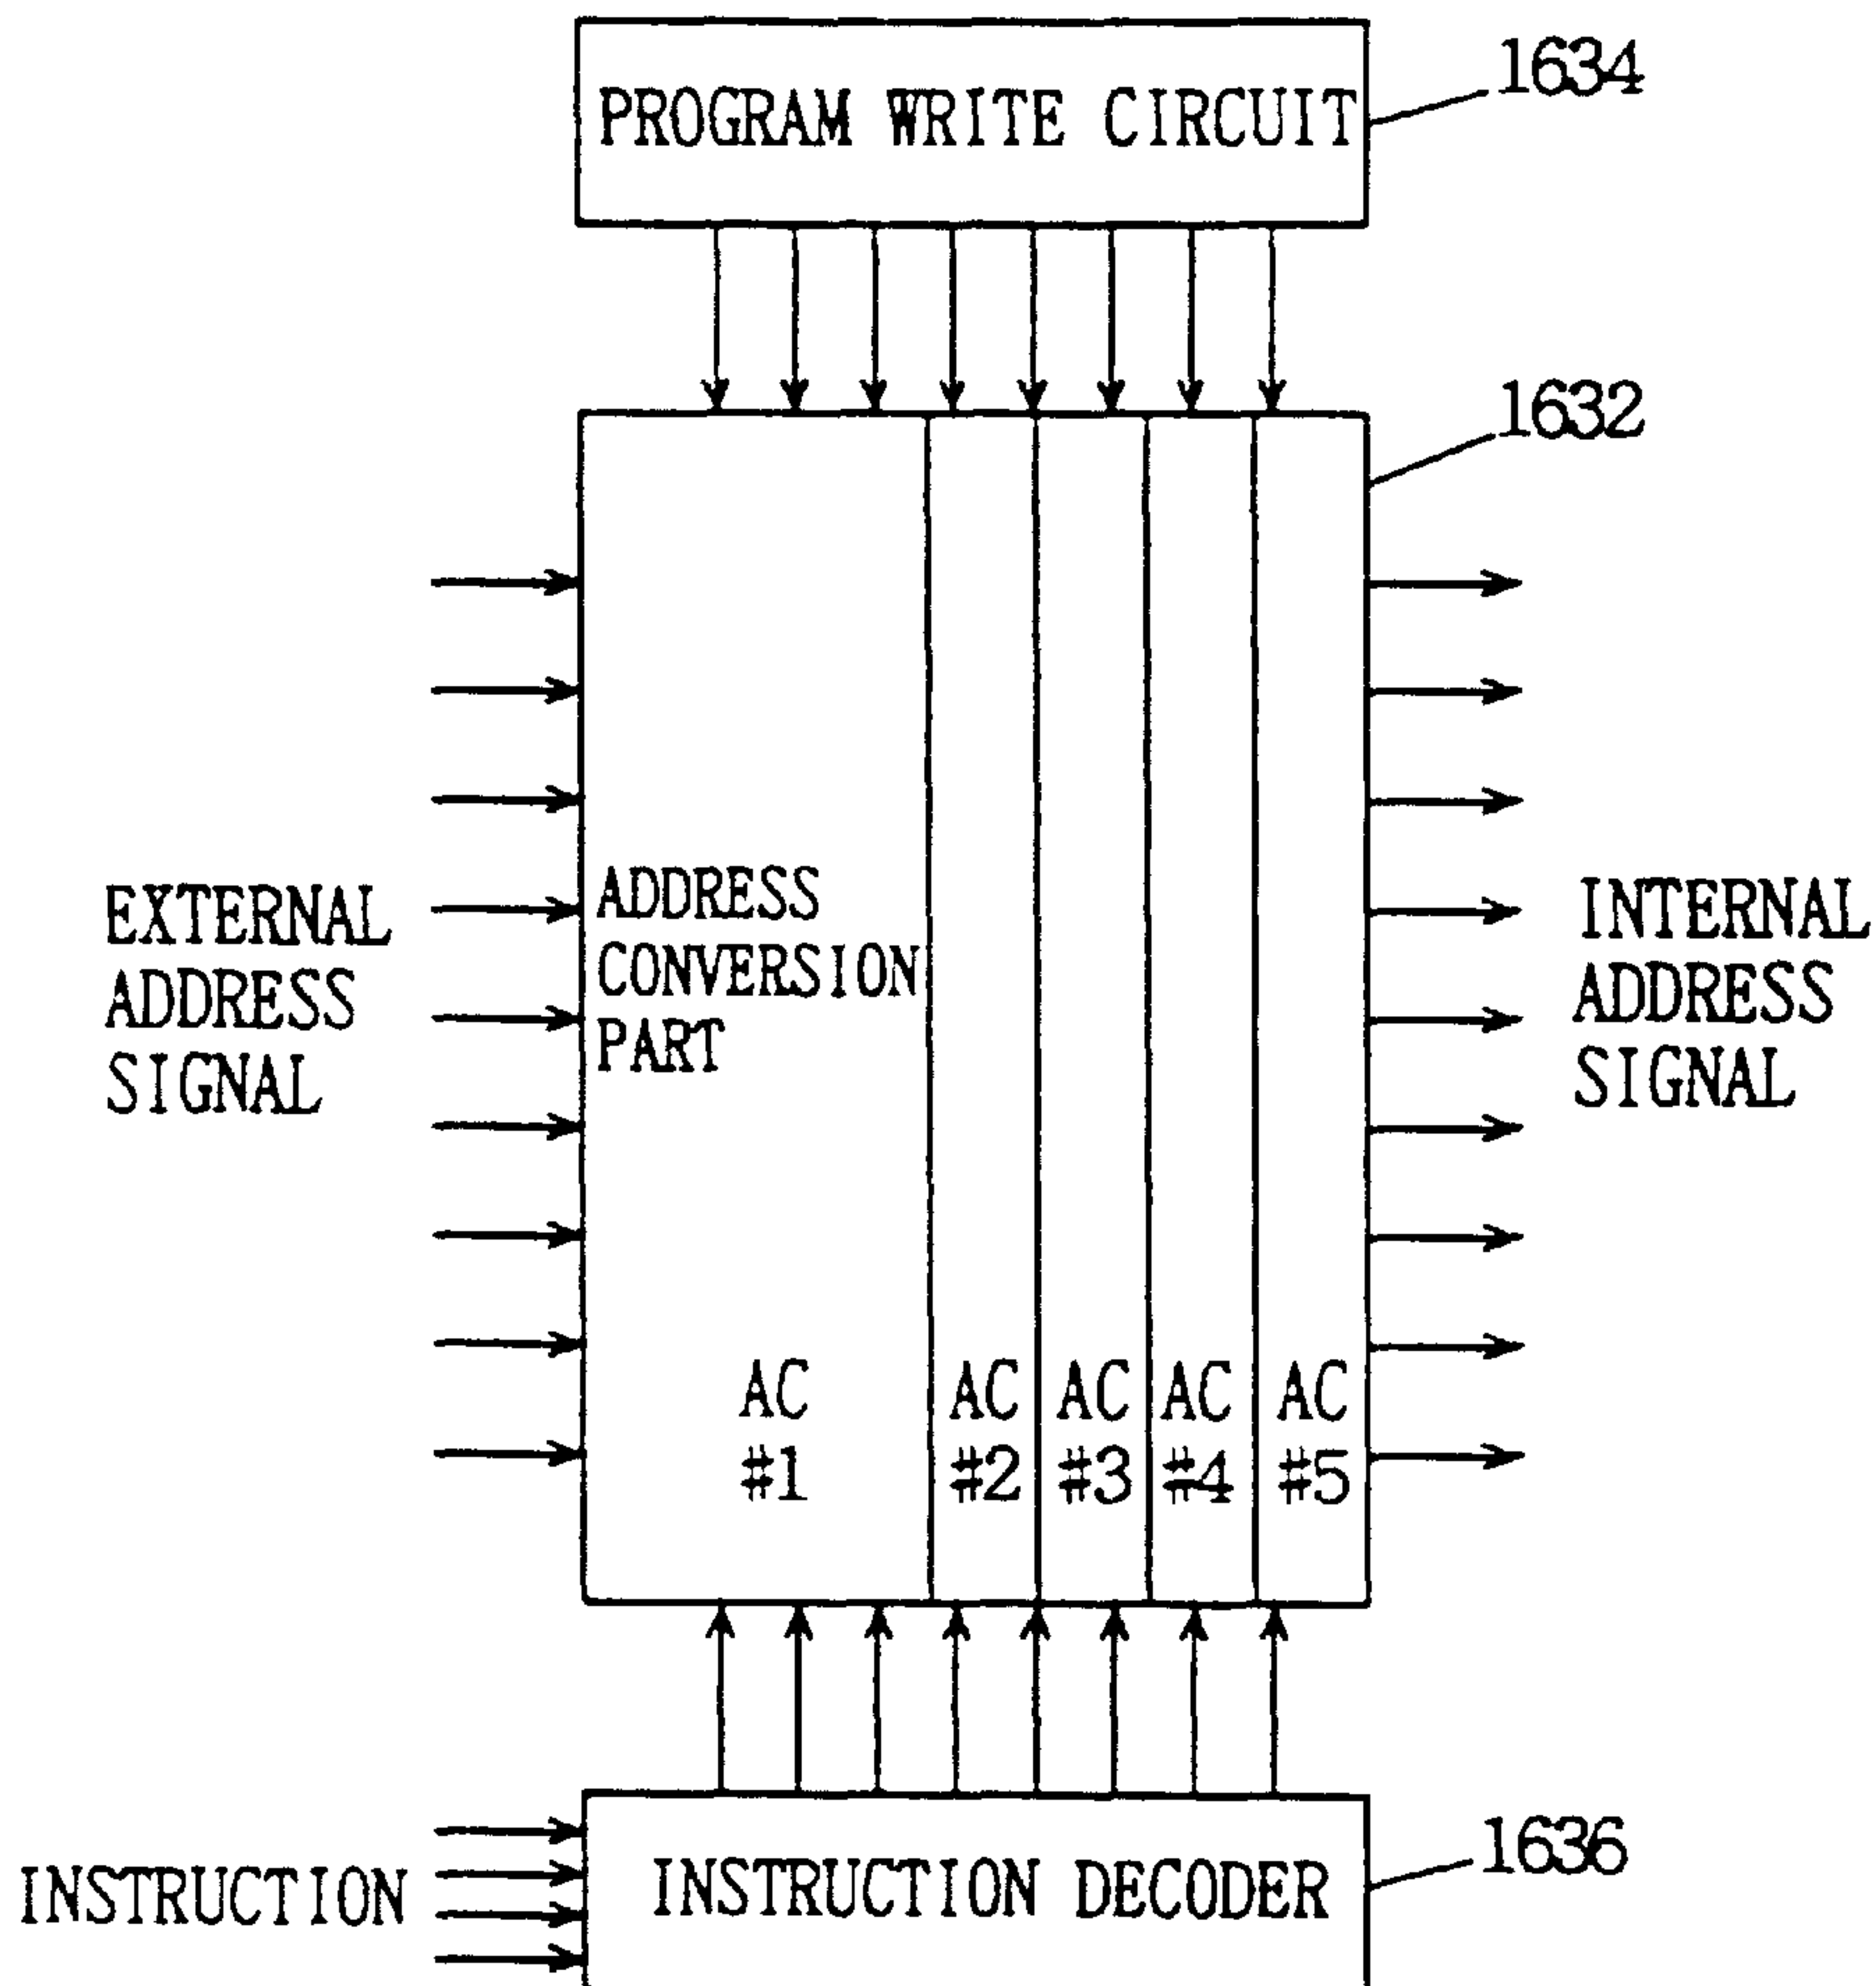 PROGRAM WRITE CIRCUIT
1634
1632
EXTERNAL
ADDRESS
SIGNAL
ADDRESS
CONVERSION
PART
INTERNAL
ADDRESS
SIGNAL
AC
#1
AC
#2
AC
#3
AC
#4
AC
#5
INSTRUCTION
INSTRUCTION DECODER
1636